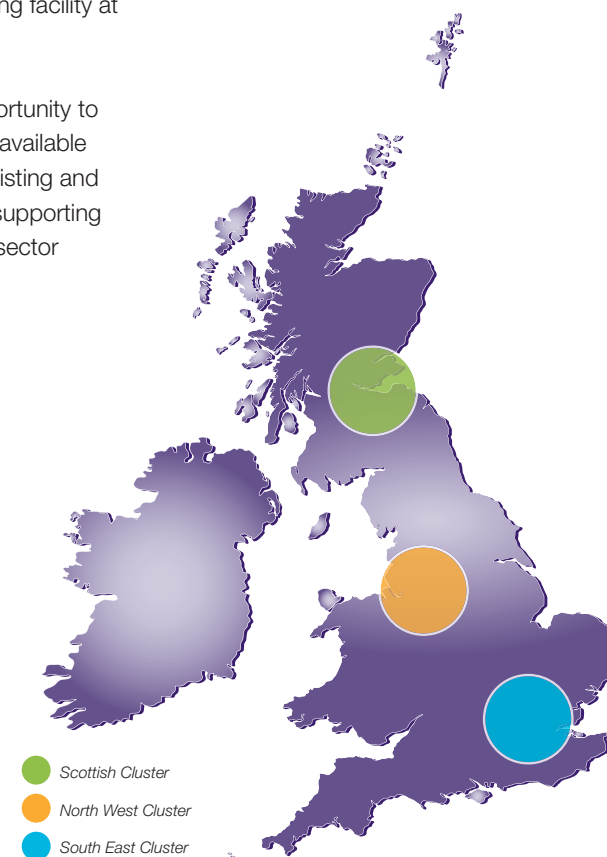 ng facility at
ortunity to
available
isting and
supporting
sector
Scottish Cluster
North West Cluster
South East Cluster